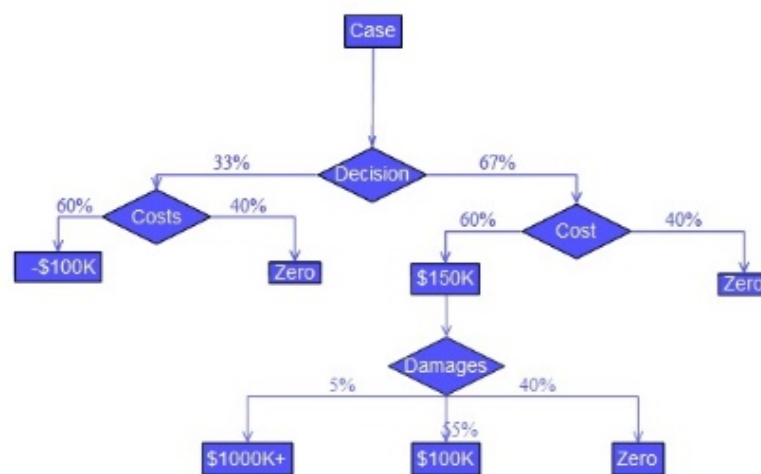 Case
33%
Decision
67%
60%
Costs
40%
60%
Cost
40%
-$100K
Zero
$150K
Zero
Damages
5%
40%
55%
$1000K+
$100K
Zero